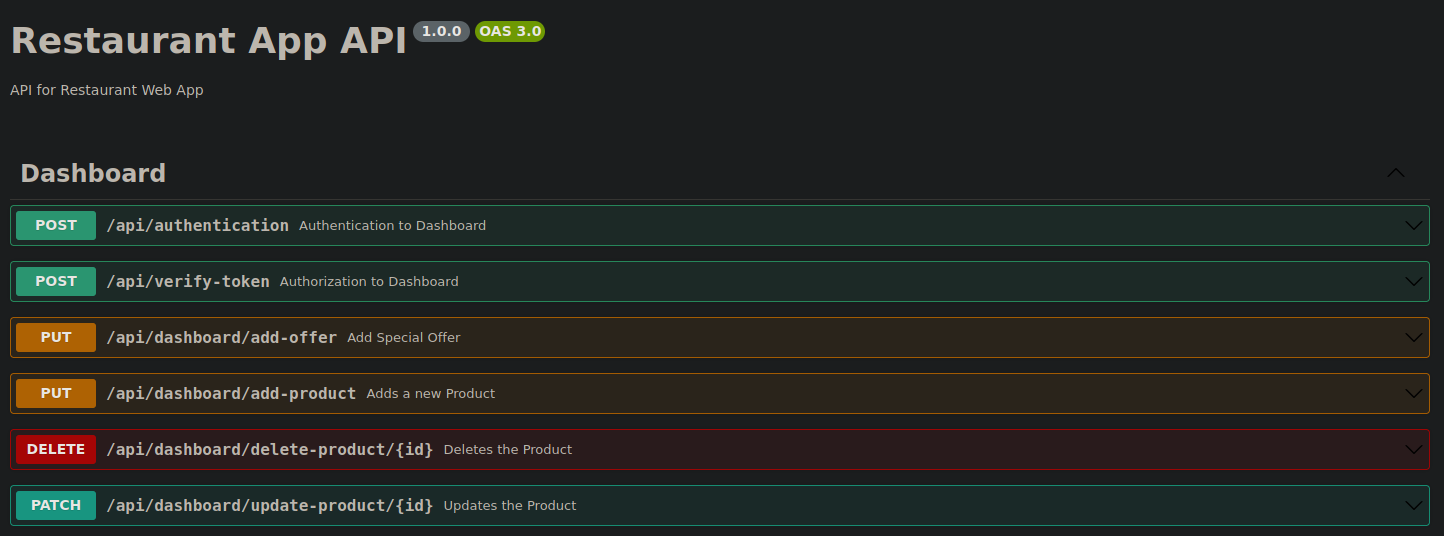 Restaurant App API 1.0.0 OAS 3.0
API for Restaurant Web App
Dashboard
POST /api/authentication Authentication to Dashboard
POST /api/verify-token Authorization to Dashboard
PUT /api/dashboard/add-offer Add Special Offer
PUT /api/dashboard/add-product Adds a new Product
DELETE /api/dashboard/delete-product/{id} Deletes the Product
PATCH /api/dashboard/update-product/{id} Updates the Product